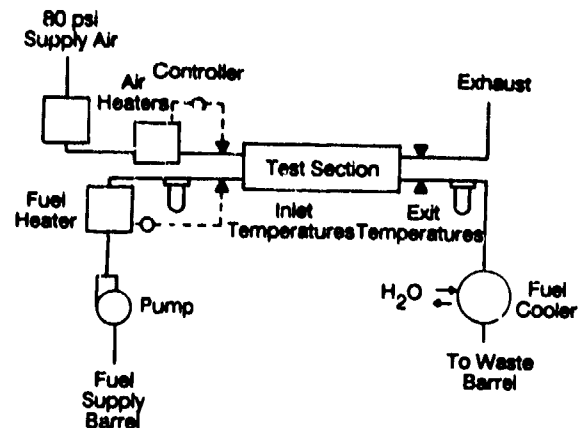 80 psi
Supply Air
Air
Heaters
Controller
Exhaust
Test Section
Fuel
Heater
Inlet
Temperatures
Exit
Temperatures
Pump
H2O
Fuel
Cooler
Fuel
Supply
Barrel
To Waste
Barrel